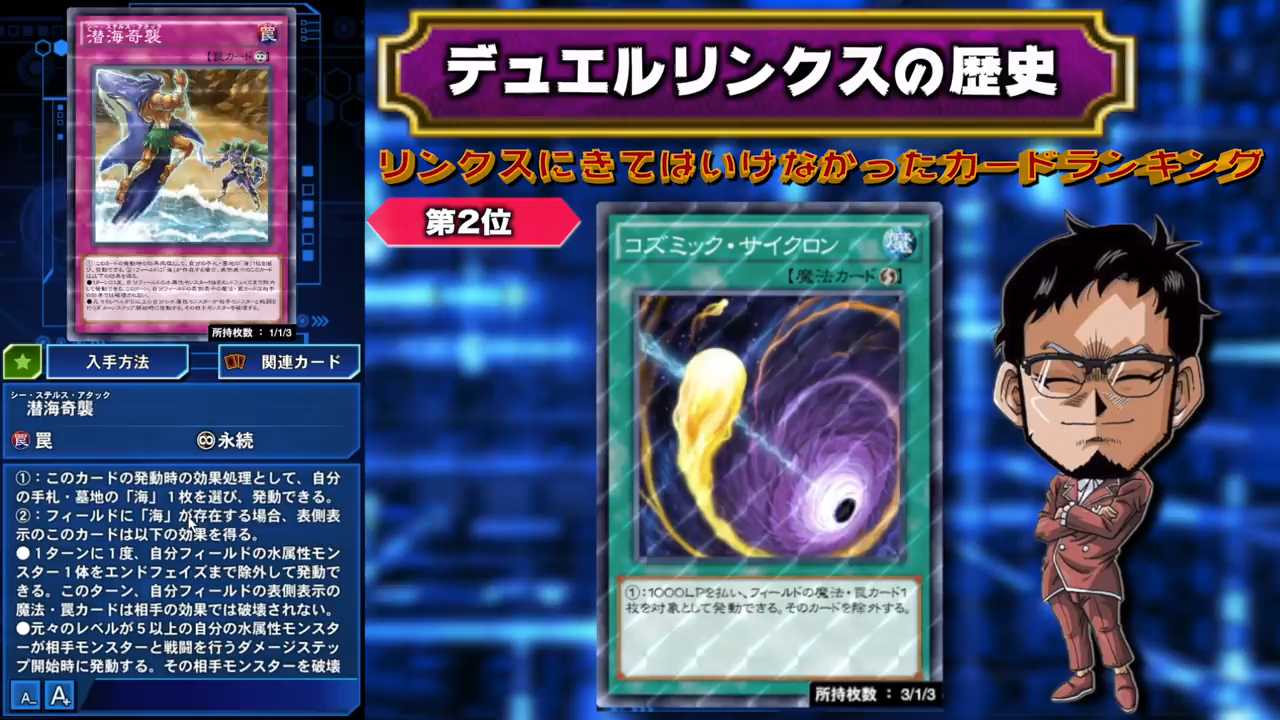 シー・ステルス・アタック
潜海奇襲
罠
【罠カード】
所持枚数 : 1/1/3
入手方法
関連カード
シー・ステルス・アタック
潜海奇襲
罠 罠
永続
①：このカードの発動時の効果処理として、自分
の手札・墓地の「海」１枚を選び、発動できる。
②：フィールドに「海」が存在する場合、表側表
示のこのカードは以下の効果を得る。
●１ターンに１度、自分フィールドの水属性モン
スター１体をエンドフェイズまで除外して発動で
きる。このターン、自分フィールドの表側表示の
魔法・罠カードは相手の効果では破壊されない。
●元々のレベルが５以上の自分の水属性モンスタ
ーが相手モンスターと戦闘を行うダメージステッ
プ開始時に発動する。その相手モンスターを破壊
A-
A+
デュエルリンクスの歴史
リンクスにきてはいけなかったカードランキング
第2位
コズミック・サイクロン
魔
【魔法カード】
①：1000LPを払い、フィールドの魔法・罠カード1
枚を対象として発動できる。そのカードを除外する。
所持枚数 : 3/1/3